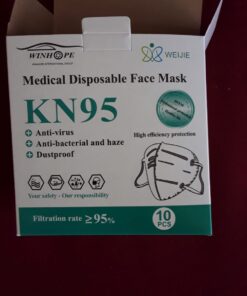 WINHOPE
WEIJIE
Medical Disposable Face Mask
KN95
Anti-virus
Anti-bacterial and haze
Dustproof
High efficiency protection
Your safety - Our responsibility
Filtration rate ≥95%
10
PCS